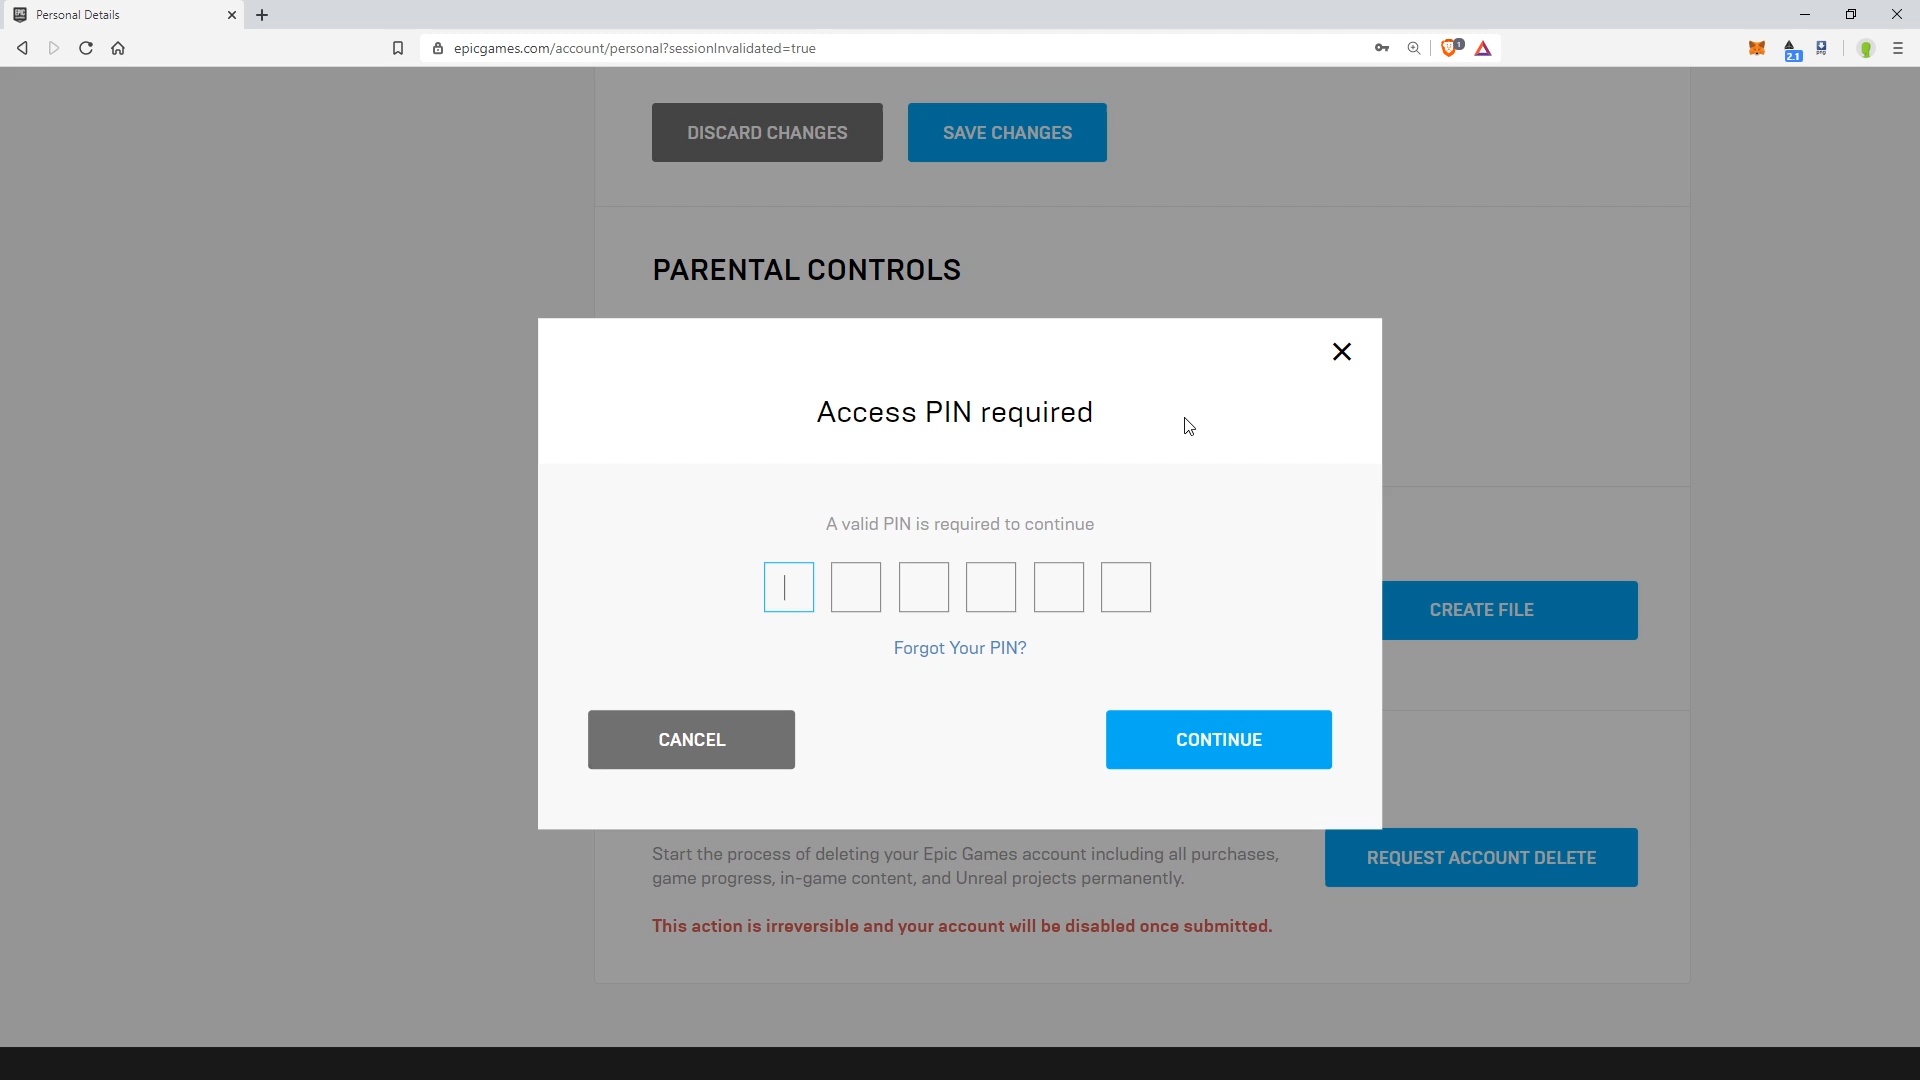 Personal Details
epicgames.com/account/personal?sessionInvalidated=true
1
2.1
DISCARD CHANGES
SAVE CHANGES
PARENTAL CONTROLS
Access PIN required
A valid PIN is required to continue
Forgot Your PIN?
CREATE FILE
CANCEL
CONTINUE
Start the process of deleting your Epic Games account including all purchases,
game progress, in-game content, and Unreal projects permanently.
REQUEST ACCOUNT DELETE
This action is irreversible and your account will be disabled once submitted.